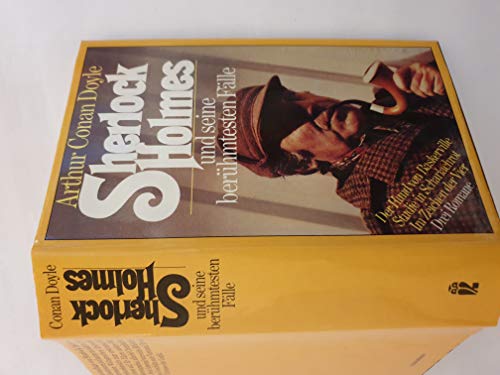 Arthur Conan Doyle
Sherlock
Holmes
und seine
berühmtesten Fälle
Der Hund von Baskerville
Studie in Scharlachrot
Im Zeichen der Vier
Drei Romane
Conan Doyle
Sherlock
Holmes
und seine
berühmtesten
Fälle